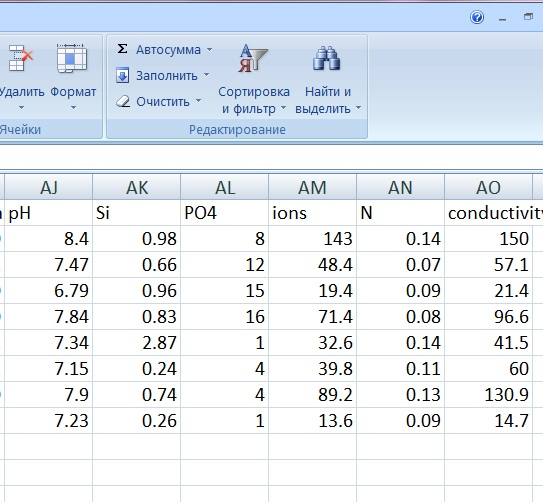 Σ Автосумма
Заполнить
Очистить
Удалить Формат
Сортировка и фильтр
Найти и выделить
Ячейки
Редактирование
AJ AK AL AM AN AO
pH Si PO4 ions N conductivity
8.4 0.98 8 143 0.14 150
7.47 0.66 12 48.4 0.07 57.1
6.79 0.96 15 19.4 0.09 21.4
7.84 0.83 16 71.4 0.08 96.6
7.34 2.87 1 32.6 0.14 41.5
7.15 0.24 4 39.8 0.11 60
7.9 0.74 4 89.2 0.13 130.9
7.23 0.26 1 13.6 0.09 14.7